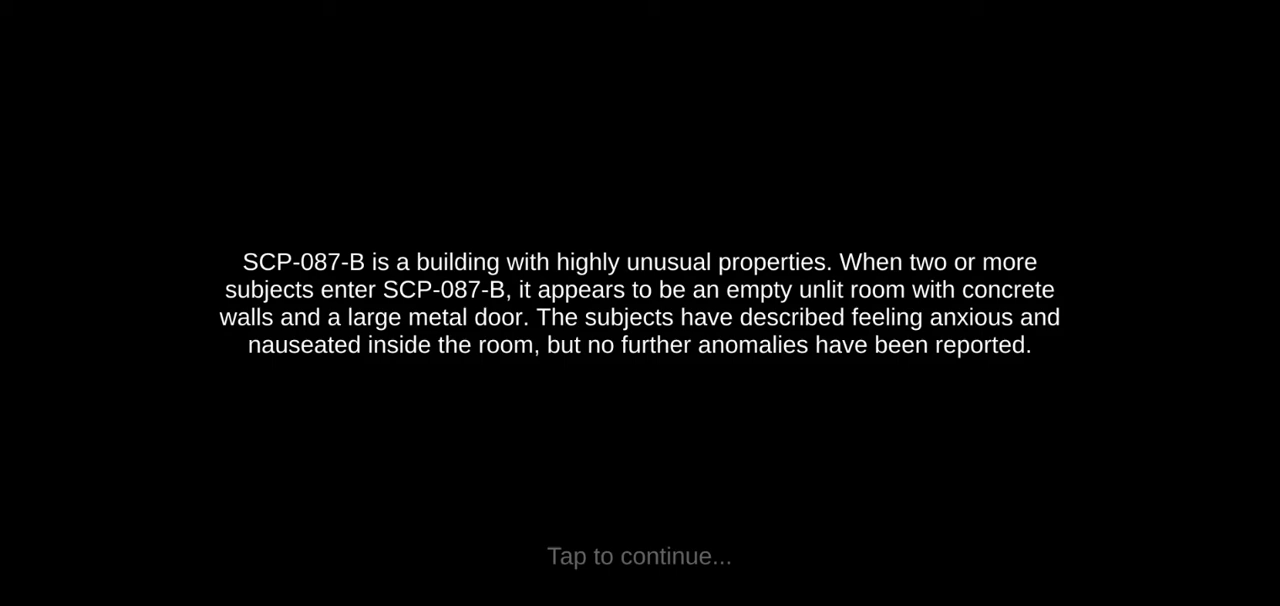 SCP-087-B is a building with highly unusual properties. When two or more
subjects enter SCP-087-B, it appears to be an empty unlit room with concrete
walls and a large metal door. The subjects have described feeling anxious and
nauseated inside the room, but no further anomalies have been reported.
Tap to continue...